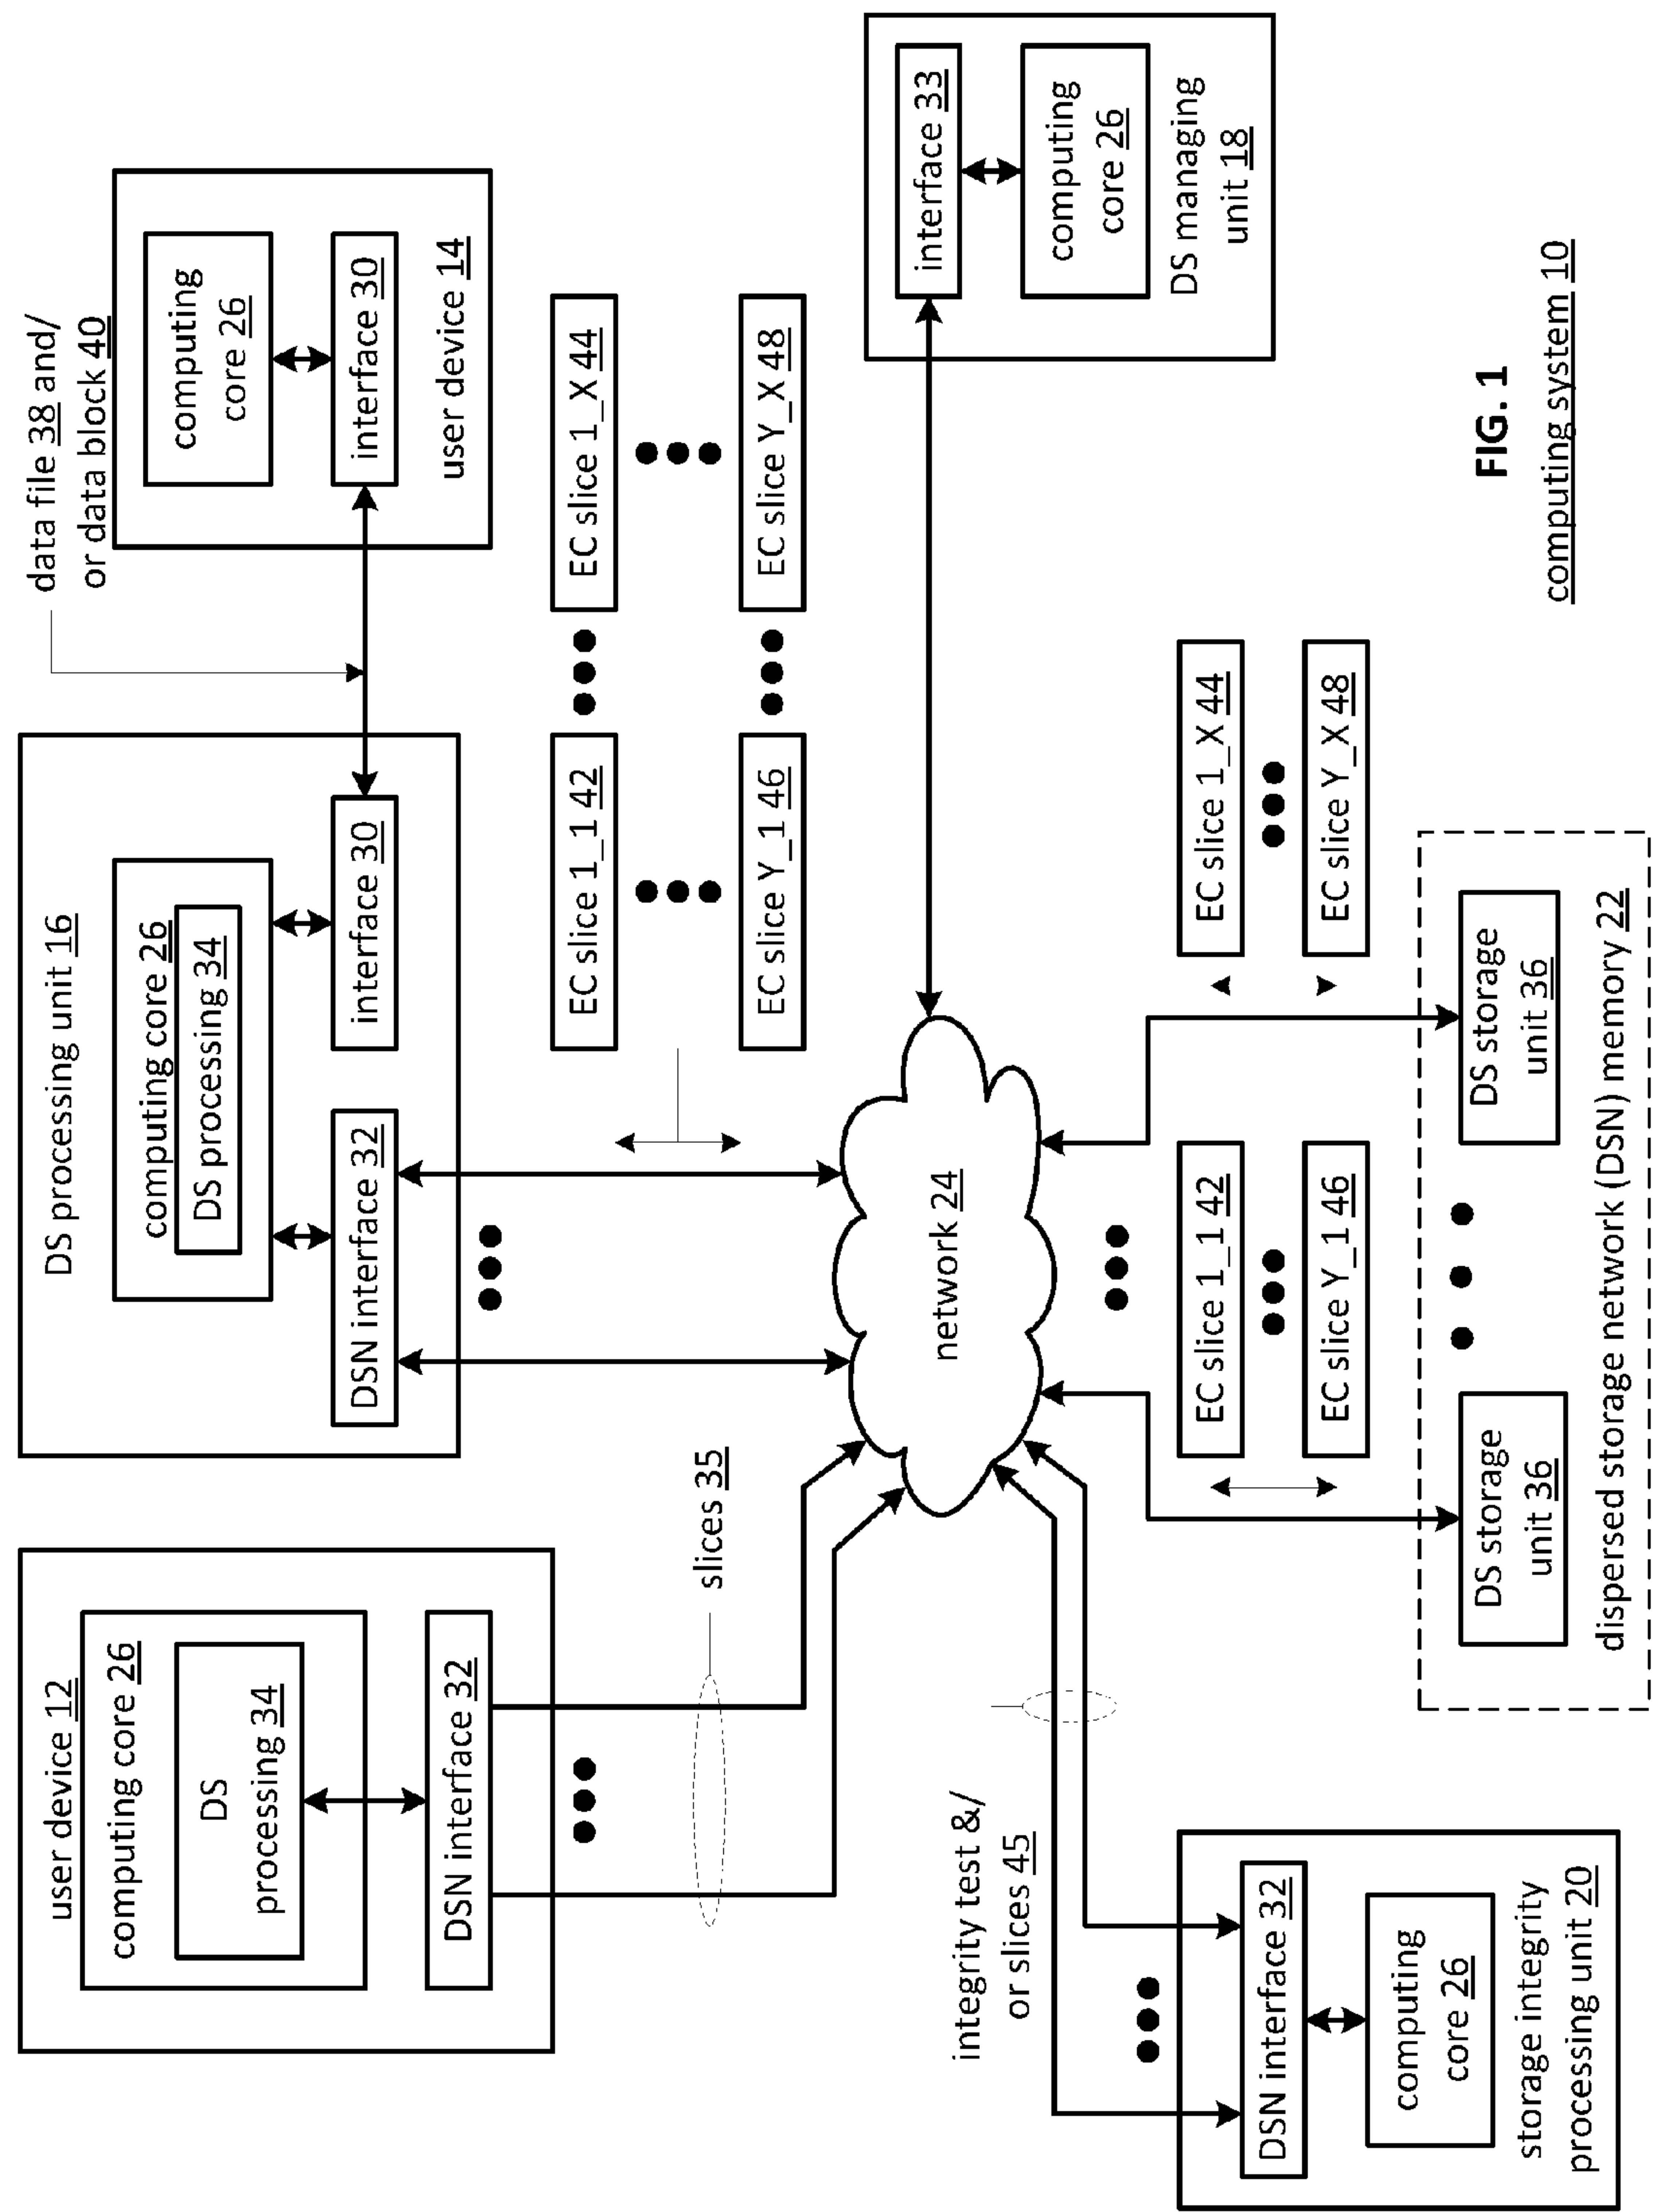 user device 12
computing core 26
DS
processing 34
DSN interface 32
slices 35
DS processing unit 16
computing core 26
DS processing 34
DSN interface 32
interface 30
data file 38 and/
or data block 40
computing
core 26
interface 30
user device 14
EC slice 1_1 42
EC slice 1_X 44
EC slice Y_1 46
EC slice Y_X 48
network 24
interface 33
computing
core 26
DS managing
unit 18
integrity test &/
or slices 45
DSN interface 32
computing
core 26
storage integrity
processing unit 20
EC slice 1_1 42
EC slice 1_X 44
EC slice Y_1 46
EC slice Y_X 48
DS storage
unit 36
DS storage
unit 36
dispersed storage network (DSN) memory 22
FIG. 1
computing system 10